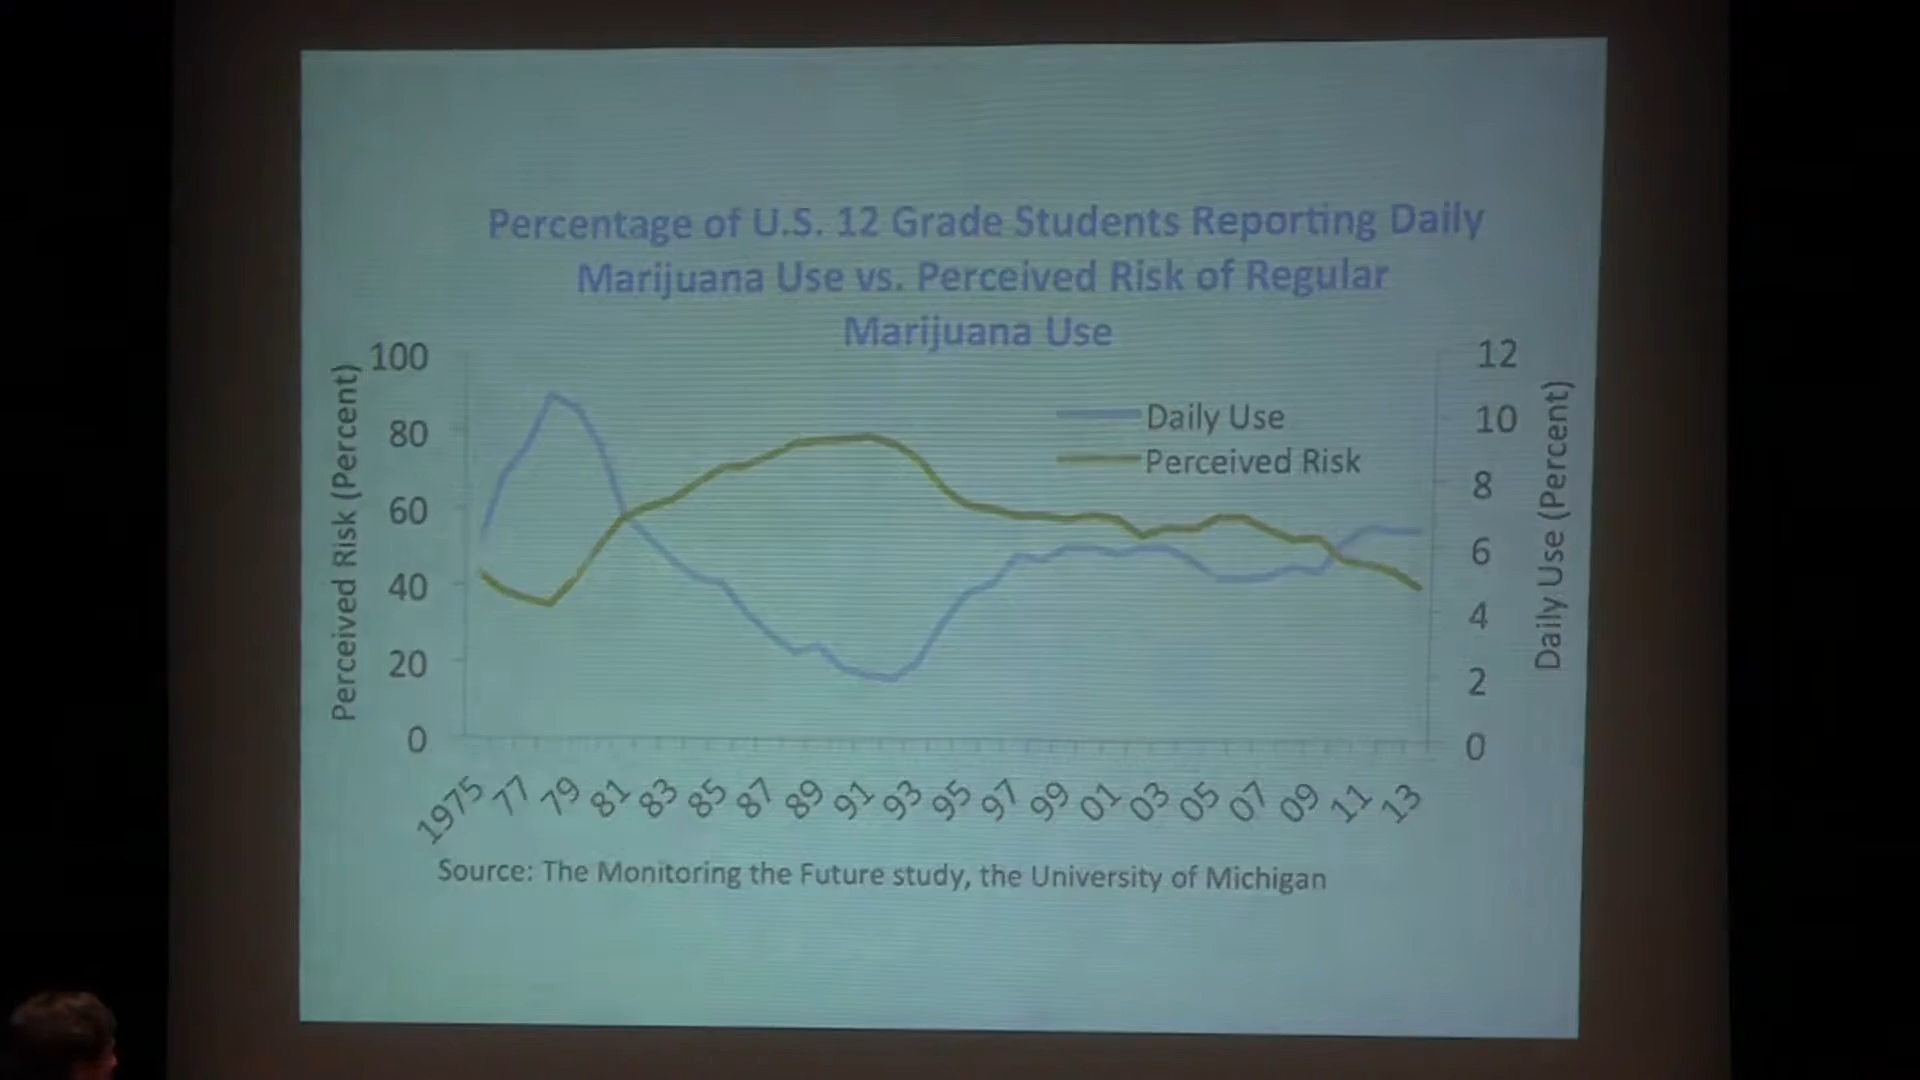 Percentage of U.S. 12 Grade Students Reporting Daily
Marijuana Use vs. Perceived Risk of Regular
Marijuana Use
Perceived Risk (Percent)
100
80
60
40
20
0
Daily Use
Perceived Risk
12
10
8
6
4
2
0
Daily Use (Percent)
1975 77 79 81 83 85 87 89 91 93 95 97 99 01 03 05 07 09 11 13
Source: The Monitoring the Future study, the University of Michigan